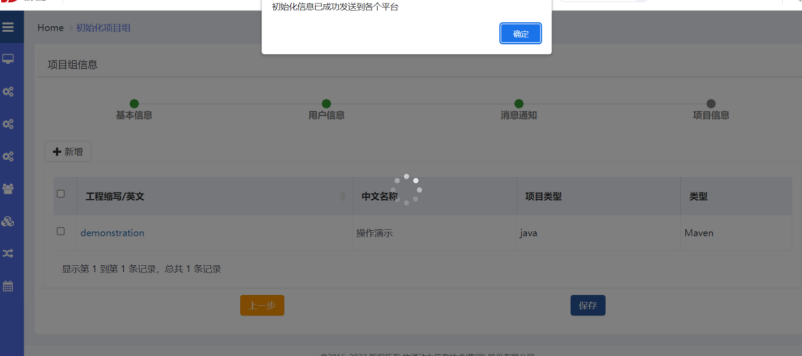 初始化信息已成功发送到各个平台
确定
Home 初始化项目组
项目组信息
基本信息 用户信息 消息通知 项目信息
+ 新增
工程缩写/英文 中文名称 项目类型 类型
demonstration 操作演示 java Maven
显示第 1 到第 1 条记录，总共 1 条记录
上一步 保存